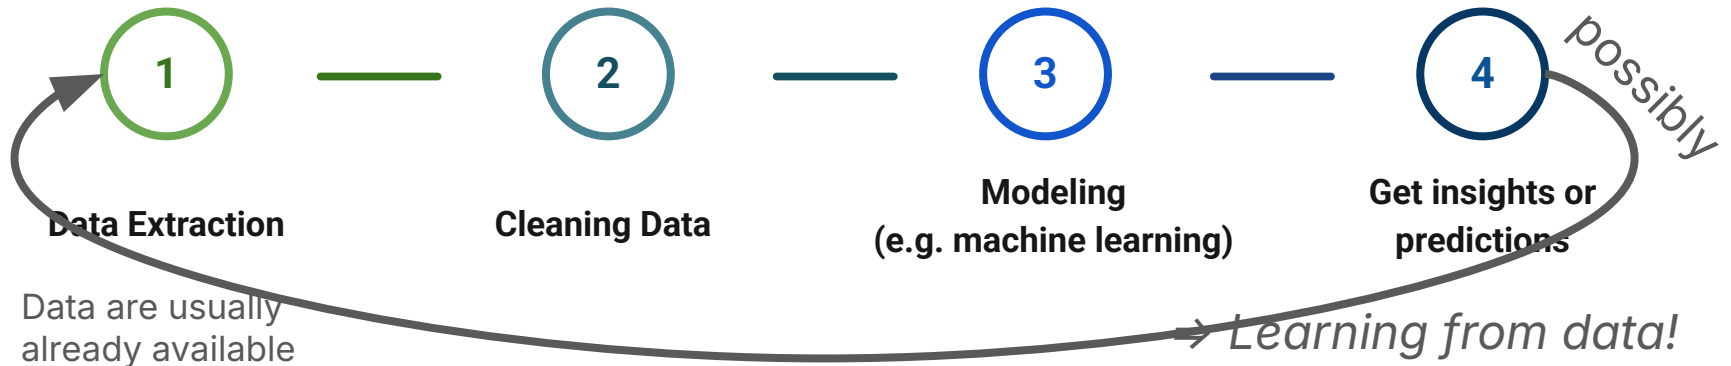 1
2
3
4
possibly
Data Extraction
Cleaning Data
Modeling
(e.g. machine learning)
Get insights or
predictions
Data are usually
already available
→ Learning from data!